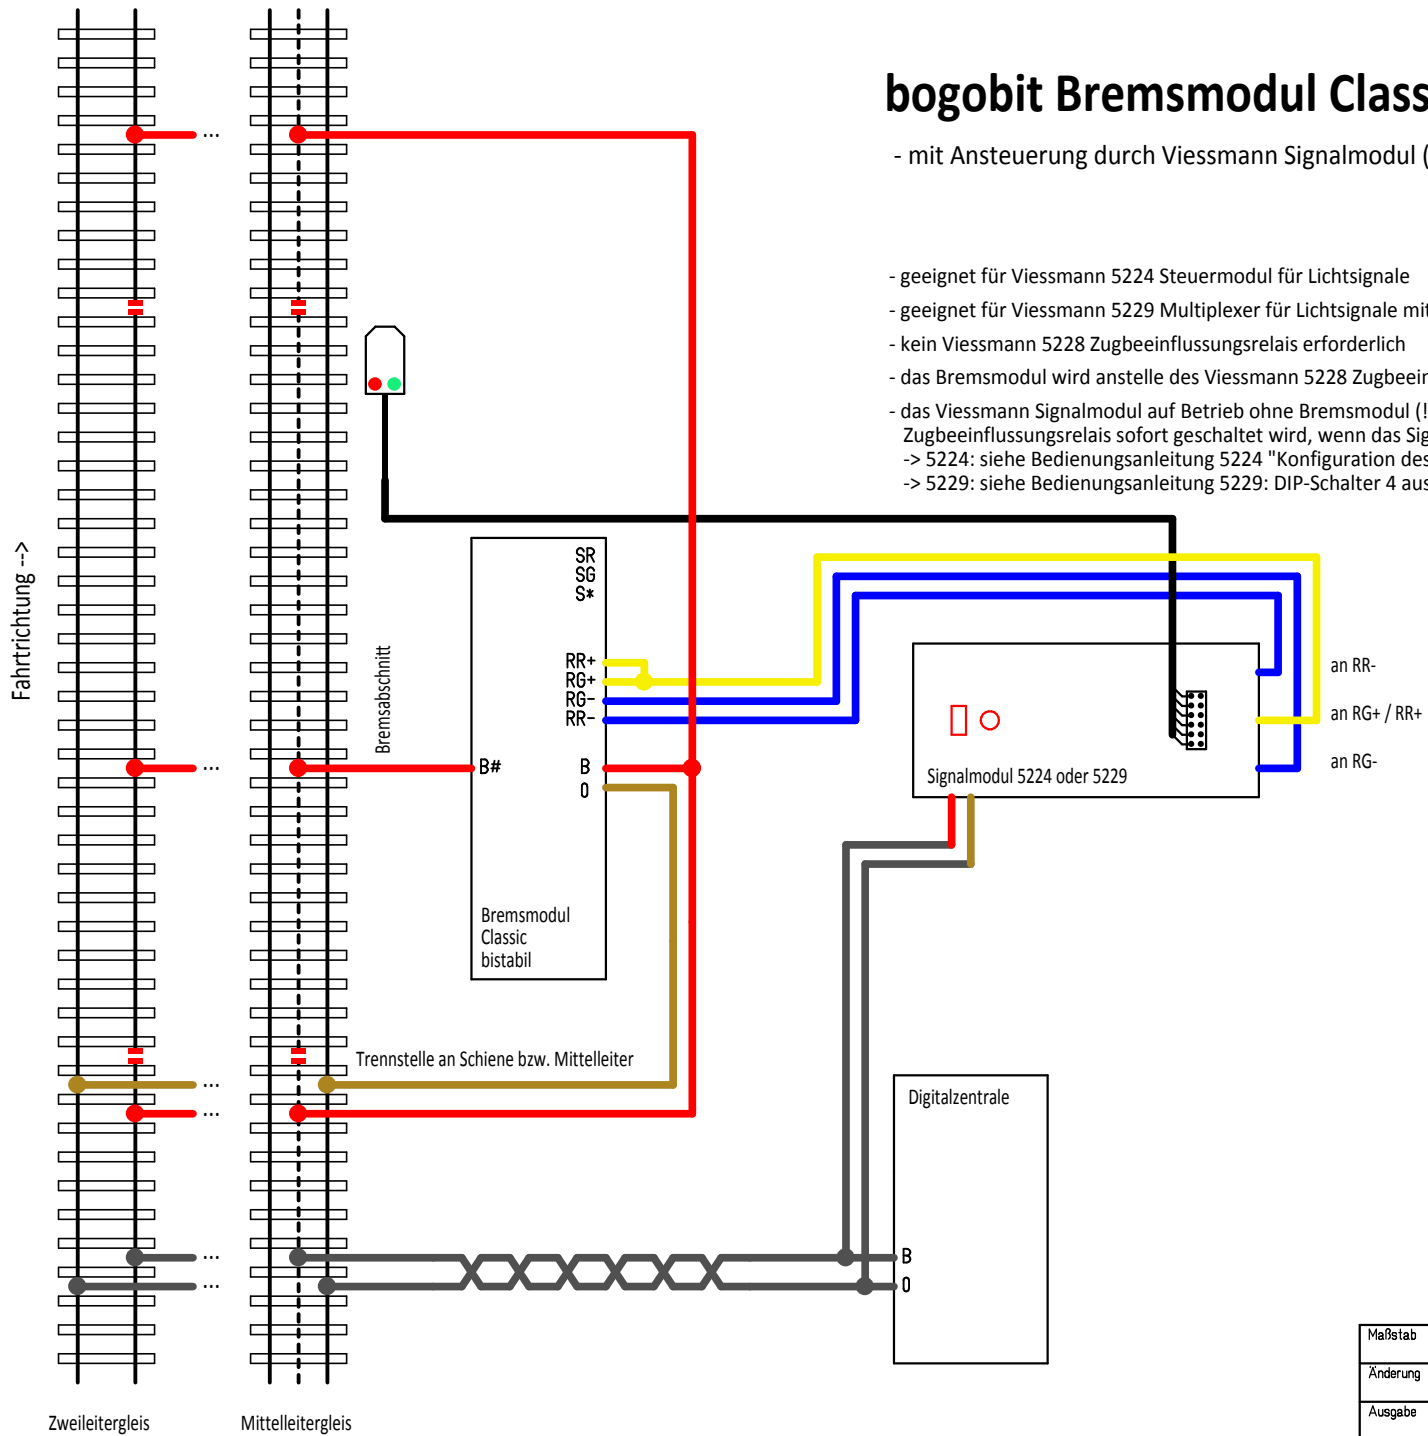 bogobit Bremsmodul Class
- mit Ansteuerung durch Viessmann Signalmodul (
- geeignet für Viessmann 5224 Steuermodul für Lichtsignale
- geeignet für Viessmann 5229 Multiplexer für Lichtsignale mit
- kein Viessmann 5228 Zugbeeinflussungsrelais erforderlich
- das Bremsmodul wird anstelle des Viessmann 5228 Zugbeein
- das Viessmann Signalmodul auf Betrieb ohne Bremsmodul (!
Zugbeeinflussungsrelais sofort geschaltet wird, wenn das Sig
-> 5224: siehe Bedienungsanleitung 5224 "Konfiguration des
-> 5229: siehe Bedienungsanleitung 5229: DIP-Schalter 4 aus
...
Fahrtrichtung -->
Bremsabschnitt
SR
SG
S*
RR+
RG+
RG-
RR-
B#
B
0
Bremsmodul
Classic
bistabil
an RR-
an RG+ / RR+
an RG-
Signalmodul 5224 oder 5229
...
Trennstelle an Schiene bzw. Mittelleiter
...
...
Digitalzentrale
B
0
...
...
Zweileitergleis
Mittelleitergleis
Maßstab
Änderung
Ausgabe